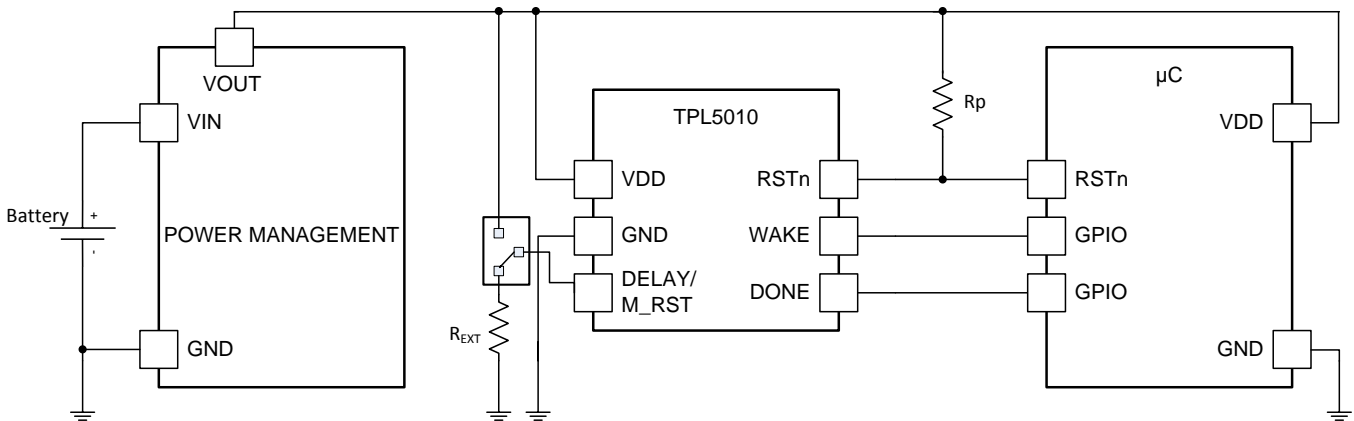 VOUT
VIN
Battery
+
-
POWER MANAGEMENT
GND
TPL5010
VDD
GND
DELAY/
M_RST
RSTn
WAKE
DONE
REXT
Rp
µC
VDD
RSTn
GPIO
GPIO
GND